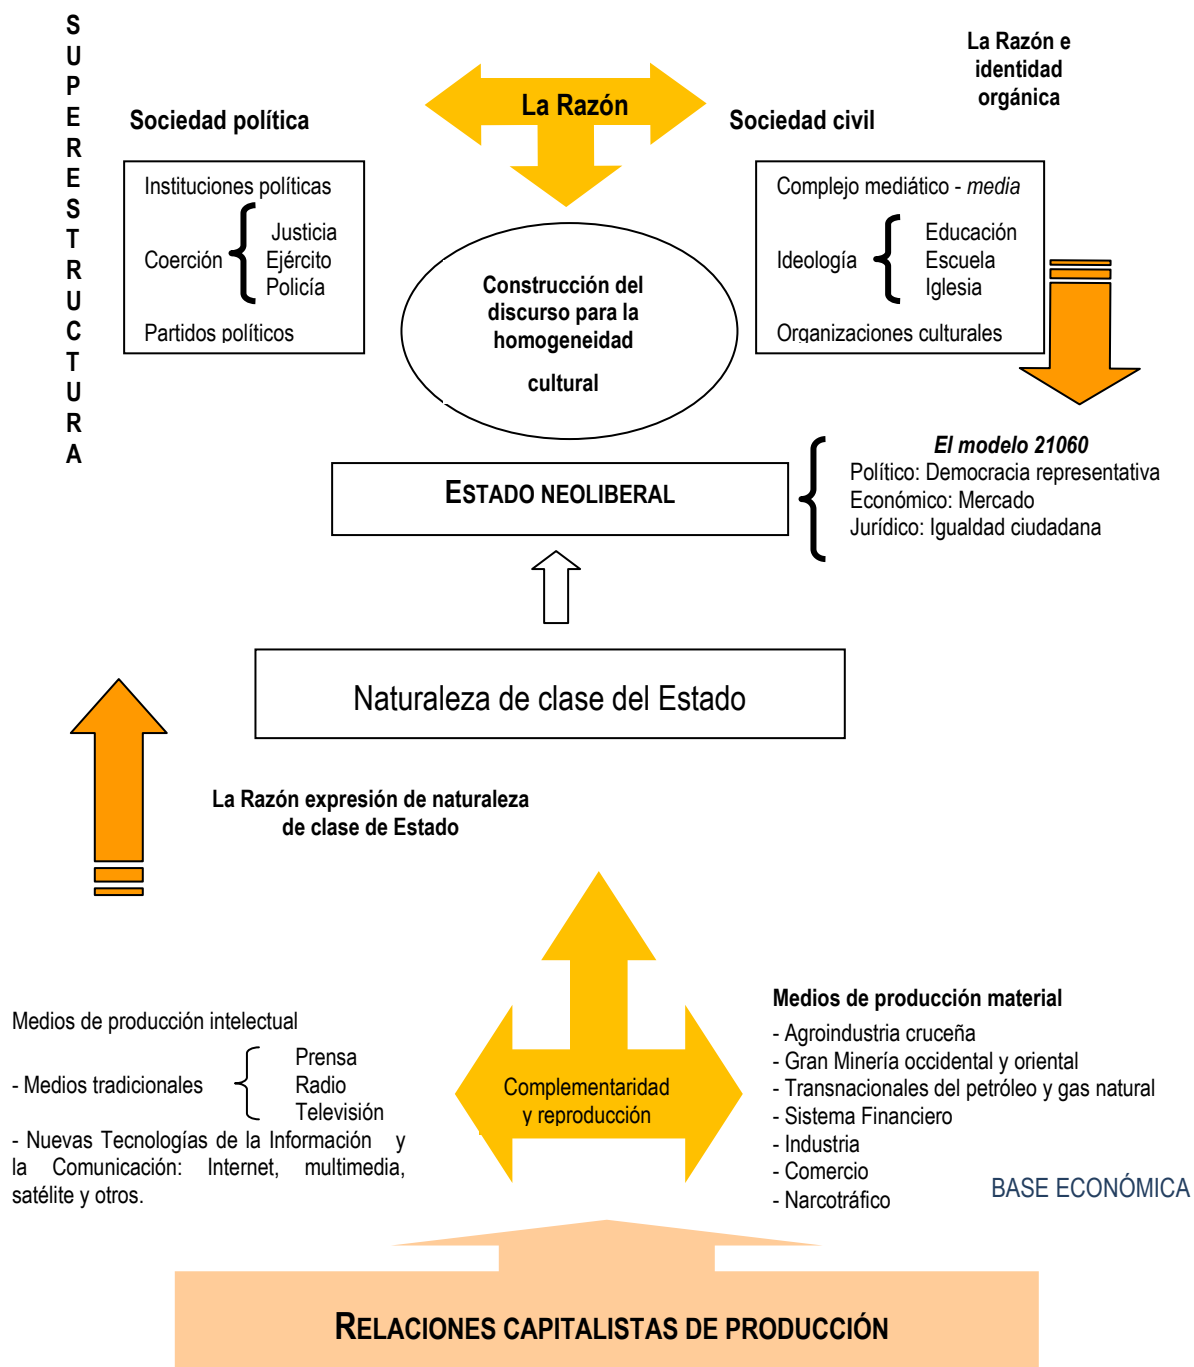 SUPERESTRUCTURA
La Razón e
identidad
orgánica
La Razón
Sociedad política
Sociedad civil
Instituciones políticas
Coerción
Justicia
Ejército
Policía
Partidos políticos
Complejo mediático - media
Ideología
Educación
Escuela
Iglesia
Organizaciones culturales
Construcción del
discurso para la
homogeneidad
cultural
ESTADO NEOLIBERAL
El modelo 21060
Político: Democracia representativa
Económico: Mercado
Jurídico: Igualdad ciudadana
Naturaleza de clase del Estado
La Razón expresión de naturaleza
de clase de Estado
Medios de producción intelectual
- Medios tradicionales
Prensa
Radio
Televisión
- Nuevas Tecnologías de la Información y
la Comunicación: Internet, multimedia,
satélite y otros.
Complementaridad
y reproducción
Medios de producción material
- Agroindustria cruceña
- Gran Minería occidental y oriental
- Transnacionales del petróleo y gas natural
- Sistema Financiero
- Industria
- Comercio
- Narcotráfico
BASE ECONÓMICA
RELACIONES CAPITALISTAS DE PRODUCCIÓN